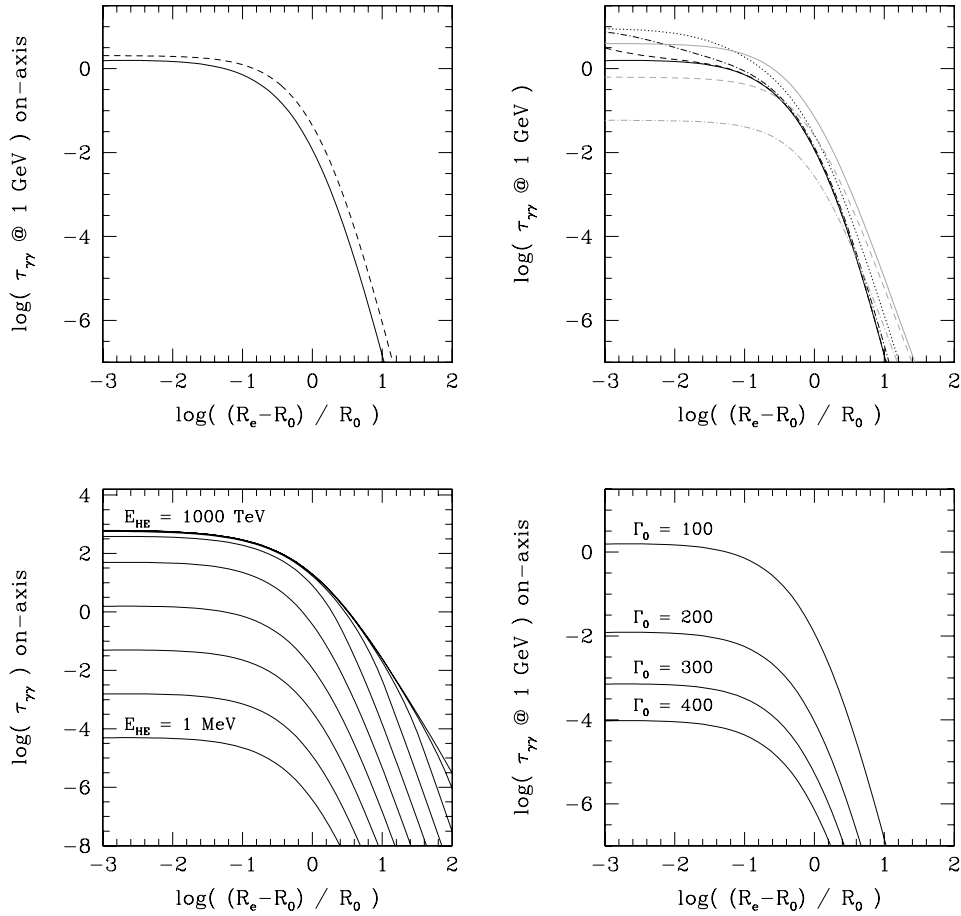 log( τγγ @ 1 GeV ) on-axis
0
-2
-4
-6
-3 -2 -1 0 1 2
log( (Re-R0) / R0 )
log( τγγ @ 1 GeV )
0
-2
-4
-6
-3 -2 -1 0 1 2
log( (Re-R0) / R0 )
log( τγγ ) on-axis
4
2
0
-2
-4
-6
-8
EHE = 1000 TeV
EHE = 1 MeV
-3 -2 -1 0 1 2
log( (Re-R0) / R0 )
log( τγγ @ 1 GeV ) on-axis
0
-2
-4
-6
Γ0 = 100
Γ0 = 200
Γ0 = 300
Γ0 = 400
-3 -2 -1 0 1 2
log( (Re-R0) / R0 )